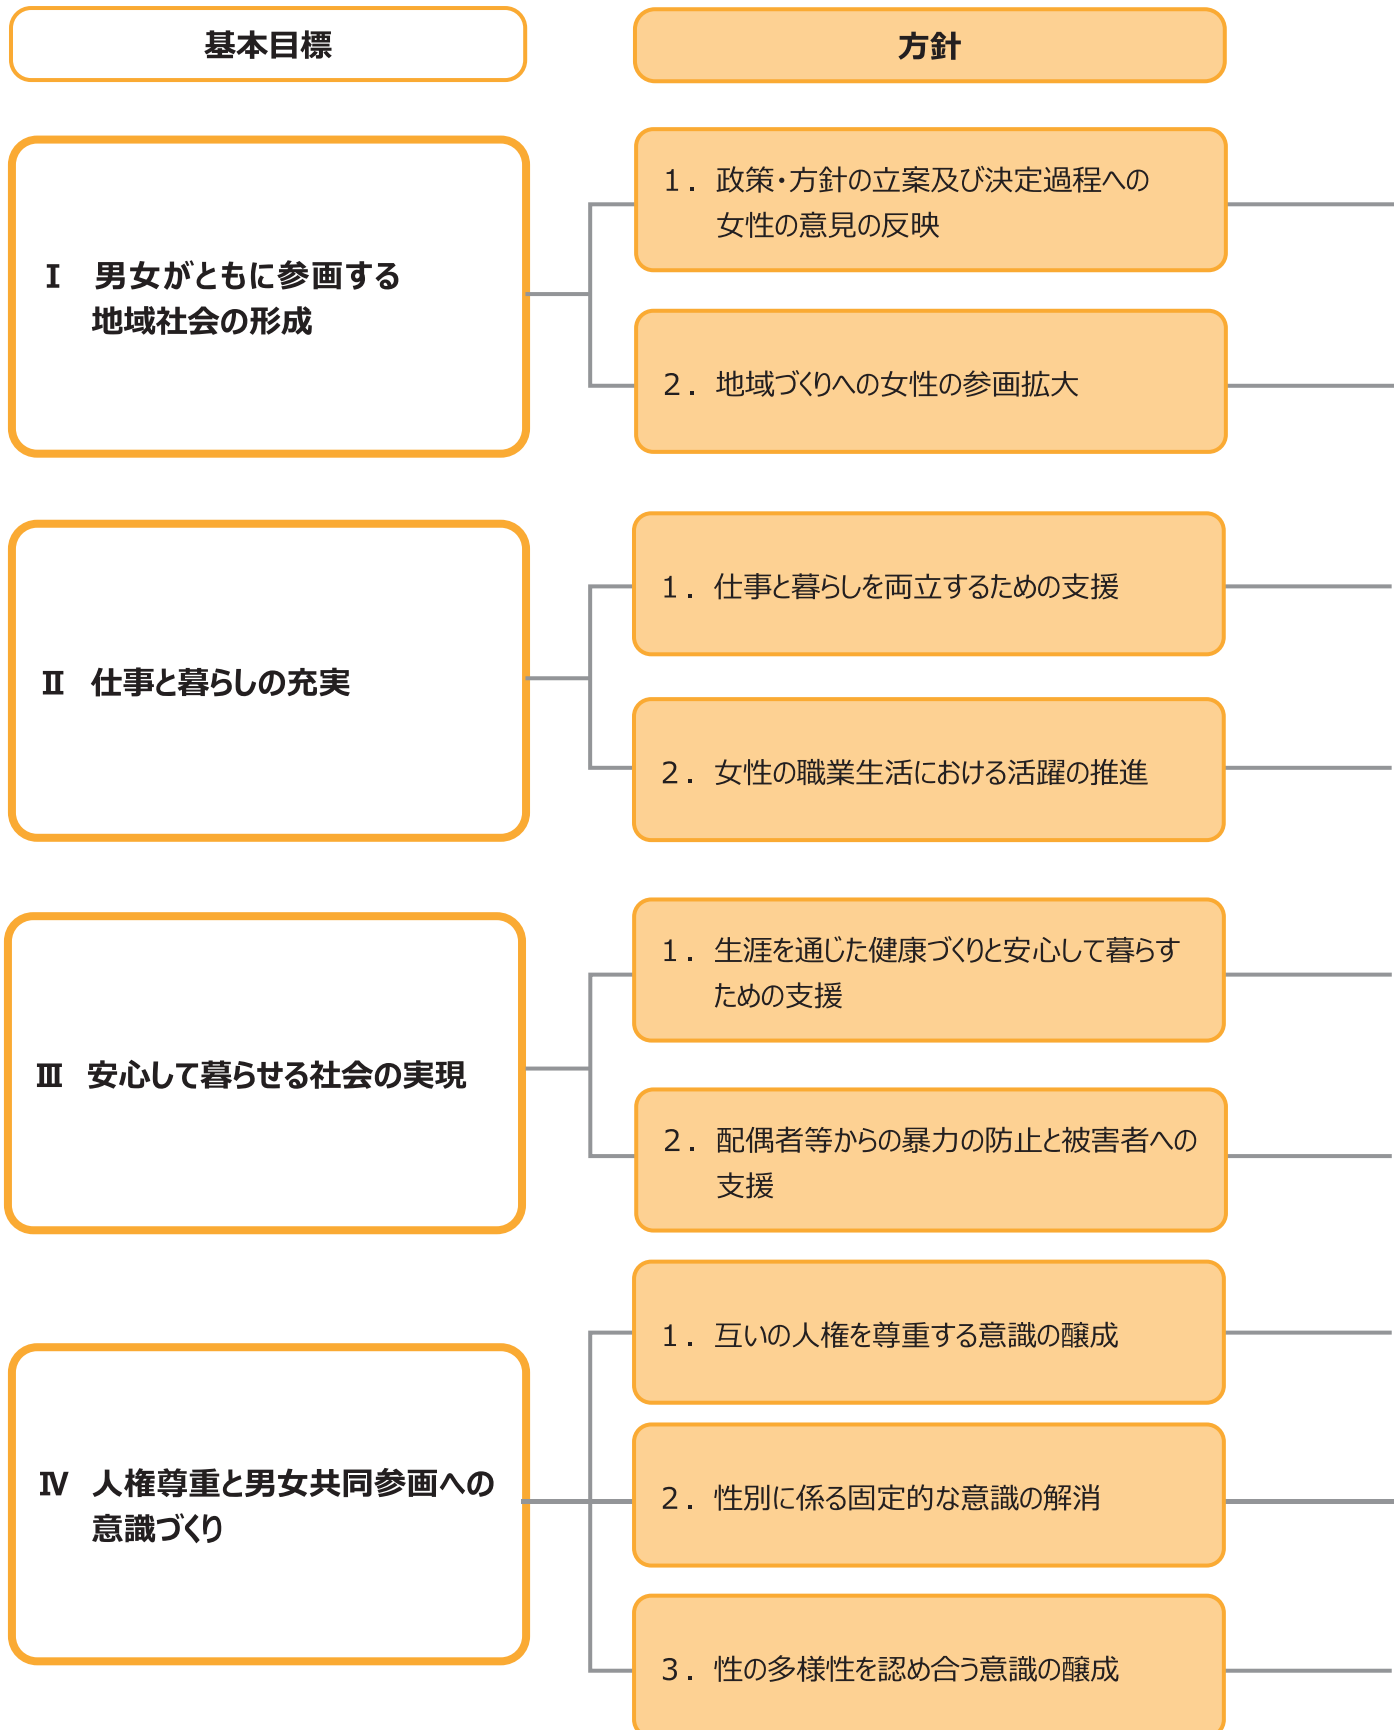 基本目標
方針
Ⅰ 男女がともに参画する
地域社会の形成
1．政策・方針の立案及び決定過程への
女性の意見の反映
2．地域づくりへの女性の参画拡大
Ⅱ 仕事と暮らしの充実
1．仕事と暮らしを両立するための支援
2．女性の職業生活における活躍の推進
Ⅲ 安心して暮らせる社会の実現
1．生涯を通じた健康づくりと安心して暮らす
ための支援
2．配偶者等からの暴力の防止と被害者への
支援
Ⅳ 人権尊重と男女共同参画への
意識づくり
1．互いの人権を尊重する意識の醸成
2．性別に係る固定的な意識の解消
3．性の多様性を認め合う意識の醸成